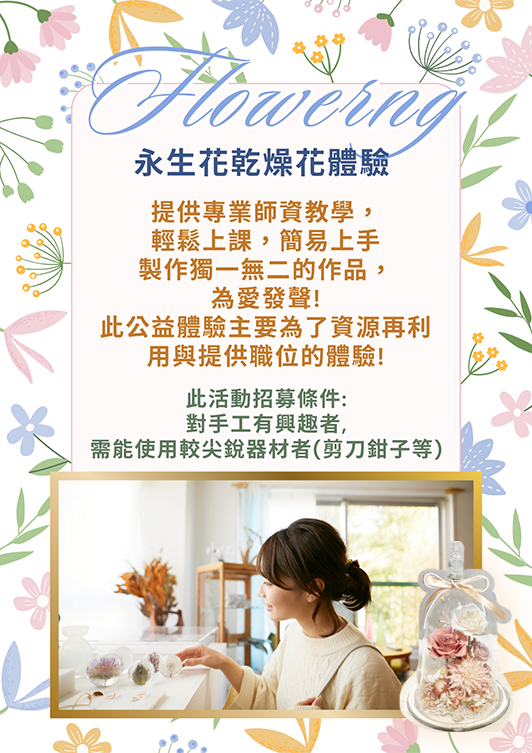 Flowerng
永生花乾燥花體驗
提供專業師資教學，
輕鬆上課，簡易上手
製作獨一無二的作品，
為愛發聲!
此公益體驗主要為了資源再利
用與提供職位的體驗!
此活動招募條件:
對手工有興趣者,
需能使用較尖銳器材者(剪刀鉗子等)